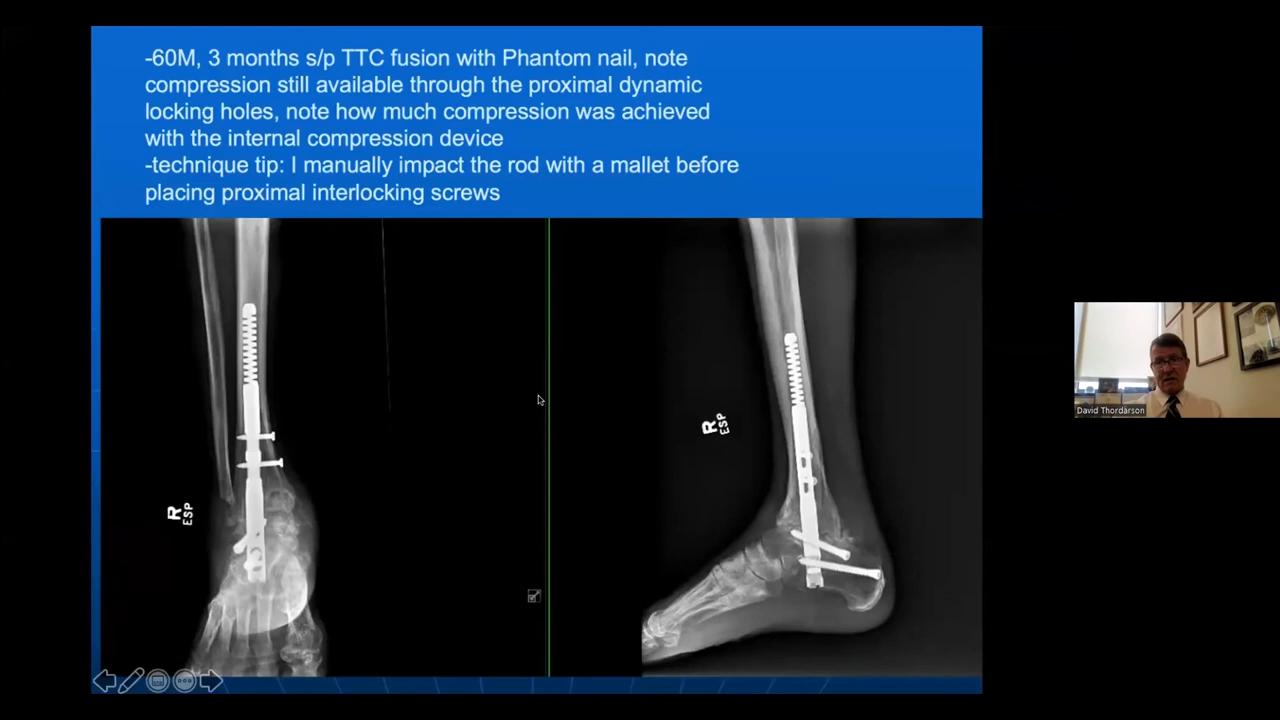 -60M, 3 months s/p TTC fusion with Phantom nail, note
compression still available through the proximal dynamic
locking holes, note how much compression was achieved
with the internal compression device
-technique tip: I manually impact the rod with a mallet before
placing proximal interlocking screws
R
ESP
R
ESP
David Thordarson